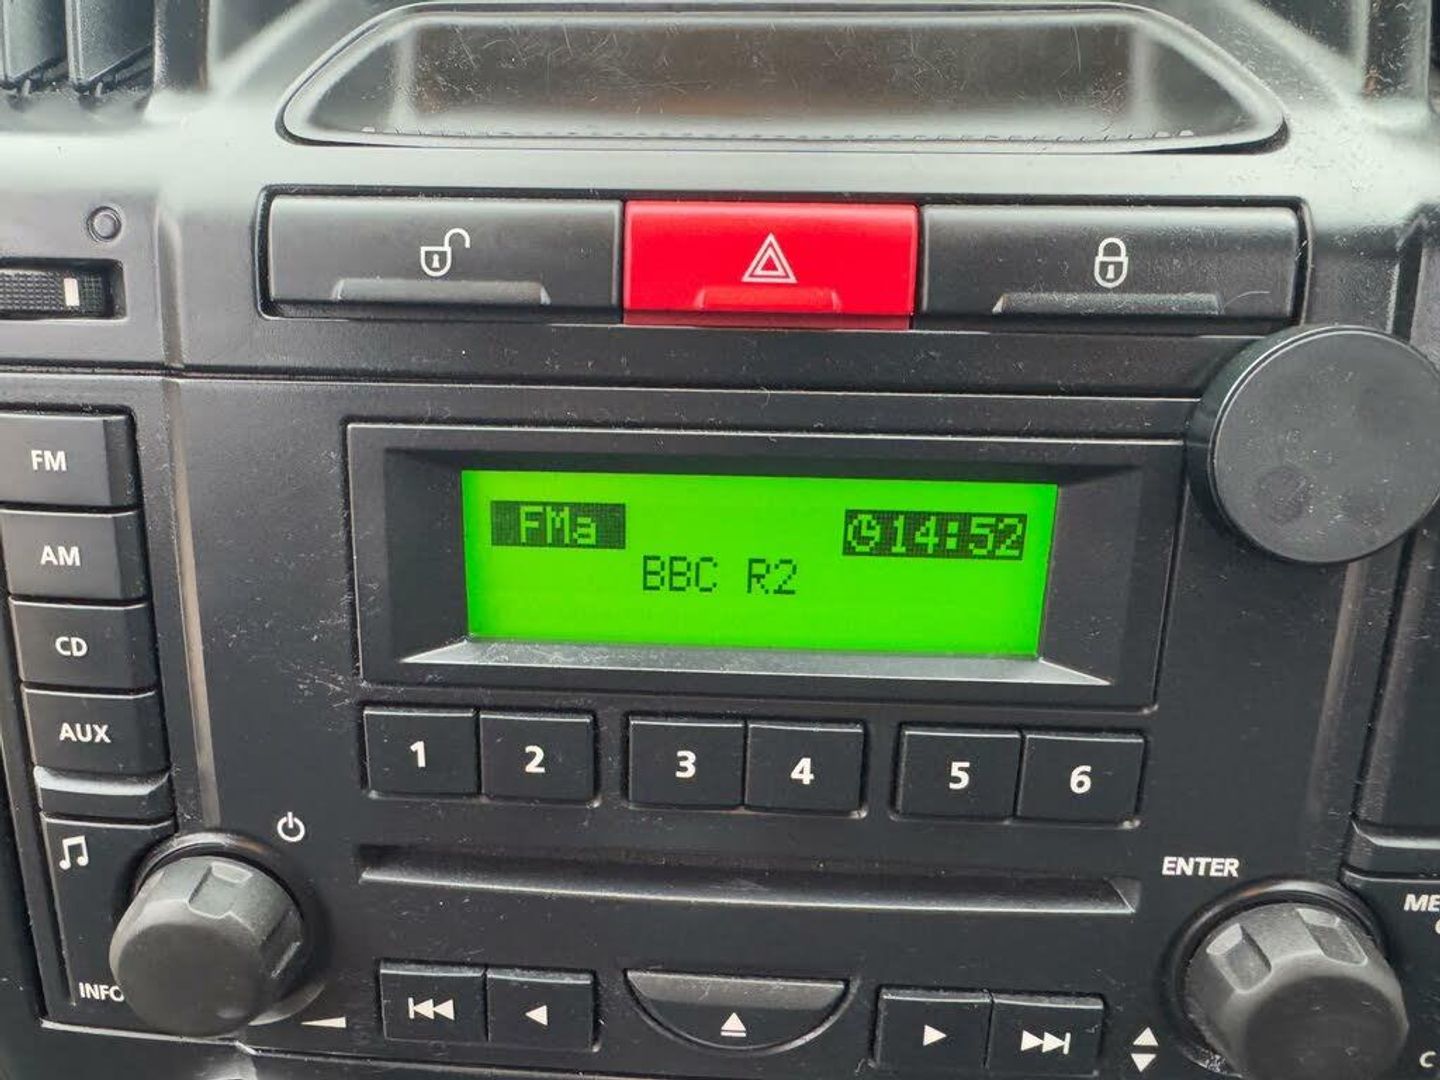 FM
AM
CD
AUX
INFO
FMa
14:52
BBC R2
1 2 3 4 5 6
ENTER